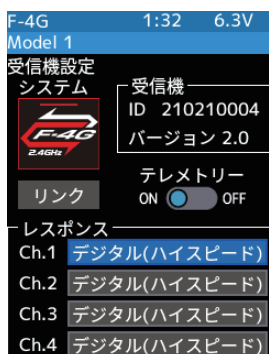 F-4G 1:32 6.3V
Model 1
受信機設定
システム
F-4G
2.4GHz
リンク
受信機
ID 210210004
バージョン 2.0
テレメトリー
ON OFF
レスポンス
Ch.1 デジタル(ハイスピード)
Ch.2 デジタル(ハイスピード)
Ch.3 デジタル(ハイスピード)
Ch.4 デジタル(ハイスピード)